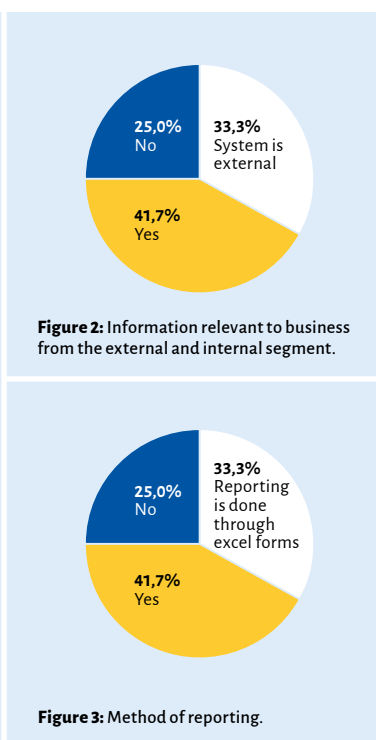 25,0%
No
33,3%
System is
external
41,7%
Yes
Figure 2: Information relevant to business
from the external and internal segment.
33,3%
Reporting
is done
through
excel forms
25,0%
No
41,7%
Yes
Figure 3: Method of reporting.